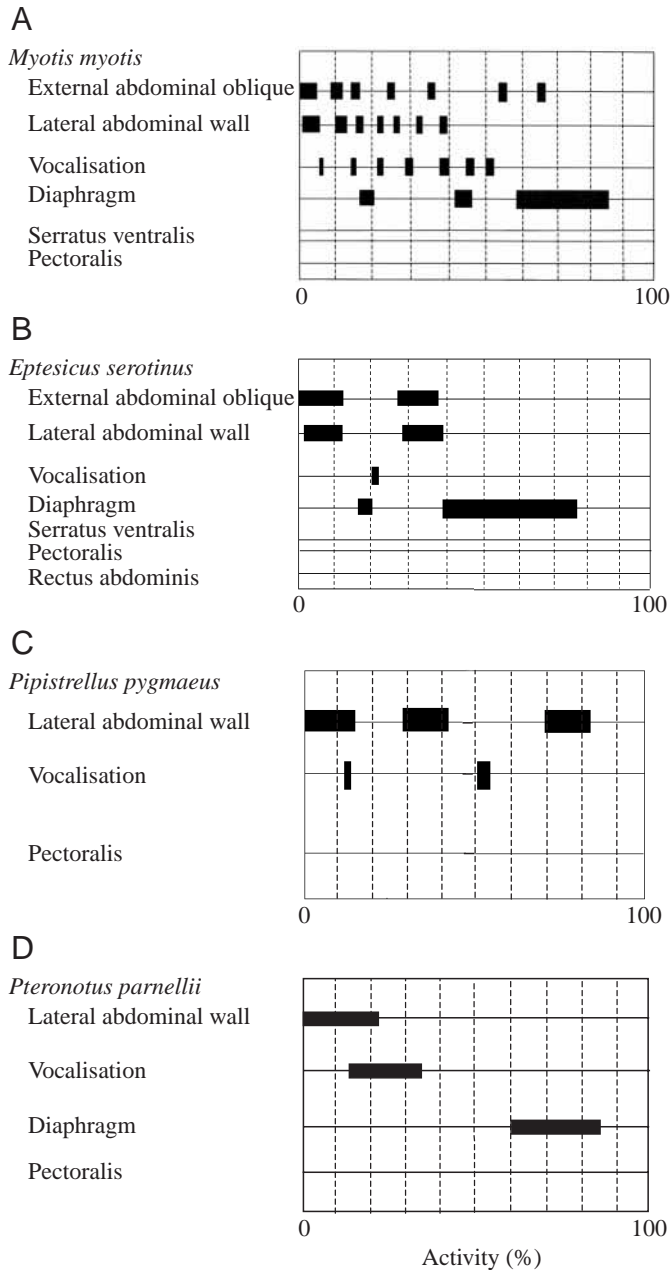 A
Myotis myotis
External abdominal oblique
Lateral abdominal wall
Vocalisation
Diaphragm
Serratus ventralis
Pectoralis
0 100
B
Eptesicus serotinus
External abdominal oblique
Lateral abdominal wall
Vocalisation
Diaphragm
Serratus ventralis
Pectoralis
Rectus abdominis
0 100
C
Pipistrellus pygmaeus
Lateral abdominal wall
Vocalisation
Pectoralis
0 100
D
Pteronotus parnellii
Lateral abdominal wall
Vocalisation
Diaphragm
Pectoralis
0 100
Activity (%)